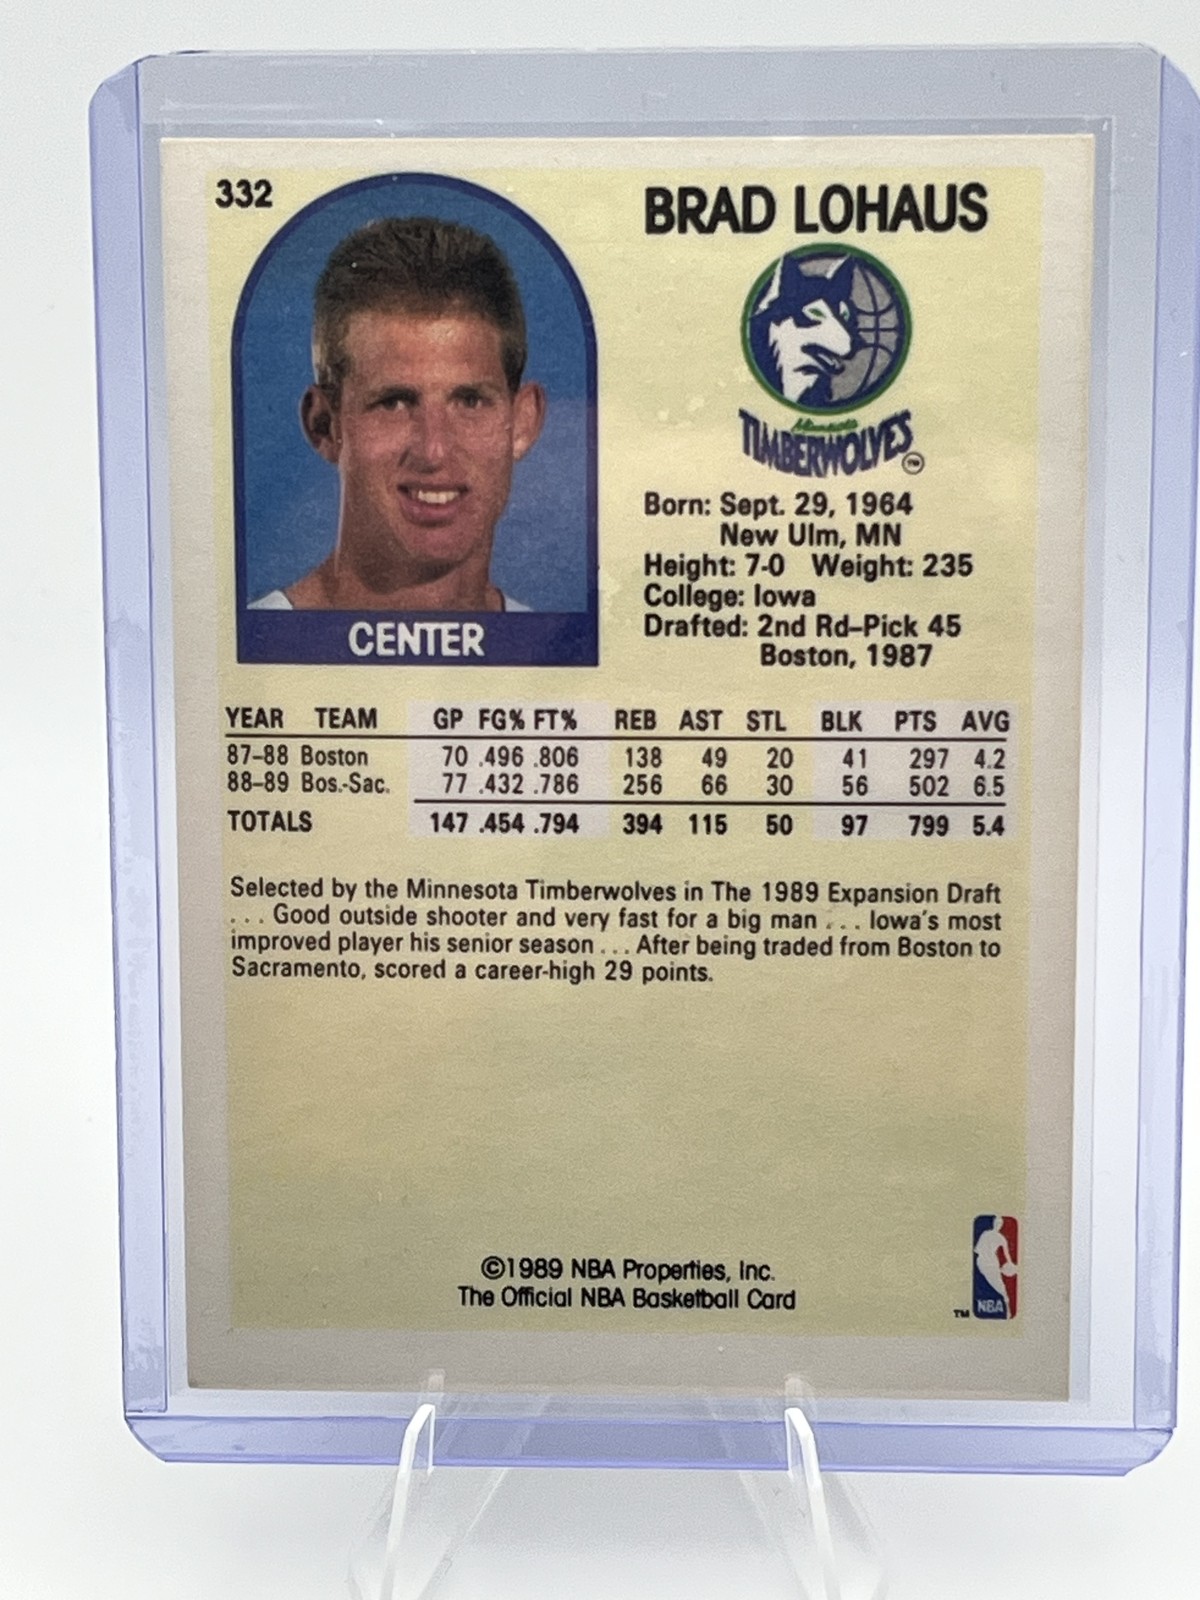 332
BRAD LOHAUS
Minnesota
TIMBERWOLVES
TM
Born: Sept. 29, 1964
New Ulm, MN
Height: 7-0 Weight: 235
College: Iowa
Drafted: 2nd Rd–Pick 45
Boston, 1987
CENTER
YEAR TEAM GP FG% FT% REB AST STL BLK PTS AVG
87–88 Boston 70 .496 .806 138 49 20 41 297 4.2
88–89 Bos.-Sac. 77 .432 .786 256 66 30 56 502 6.5
TOTALS 147 .454 .794 394 115 50 97 799 5.4
Selected by the Minnesota Timberwolves in The 1989 Expansion Draft
. . . Good outside shooter and very fast for a big man . . . Iowa's most
improved player his senior season . . . After being traded from Boston to
Sacramento, scored a career-high 29 points.
©1989 NBA Properties, Inc.
The Official NBA Basketball Card
TM NBA